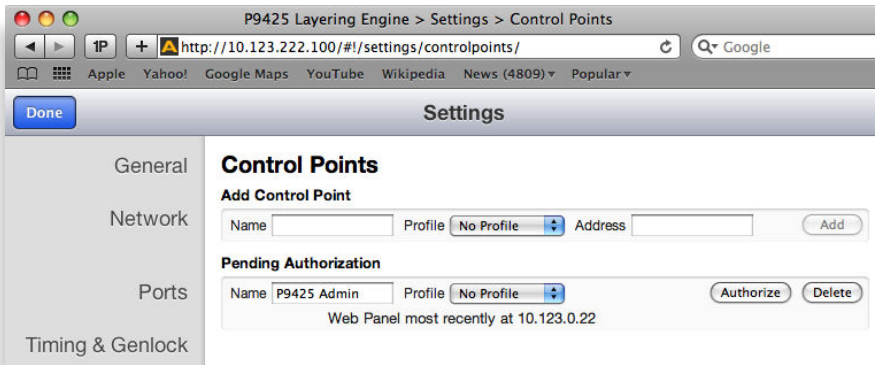 P9425 Layering Engine > Settings > Control Points
1P + A http://10.123.222.100/#!/settings/controlpoints/ Google
Apple Yahoo! Google Maps YouTube Wikipedia News (4809) Popular
Done Settings
General
Network
Ports
Timing & Genlock
Control Points
Add Control Point
Name Profile No Profile Address Add
Pending Authorization
Name P9425 Admin Profile No Profile Authorize Delete
Web Panel most recently at 10.123.0.22